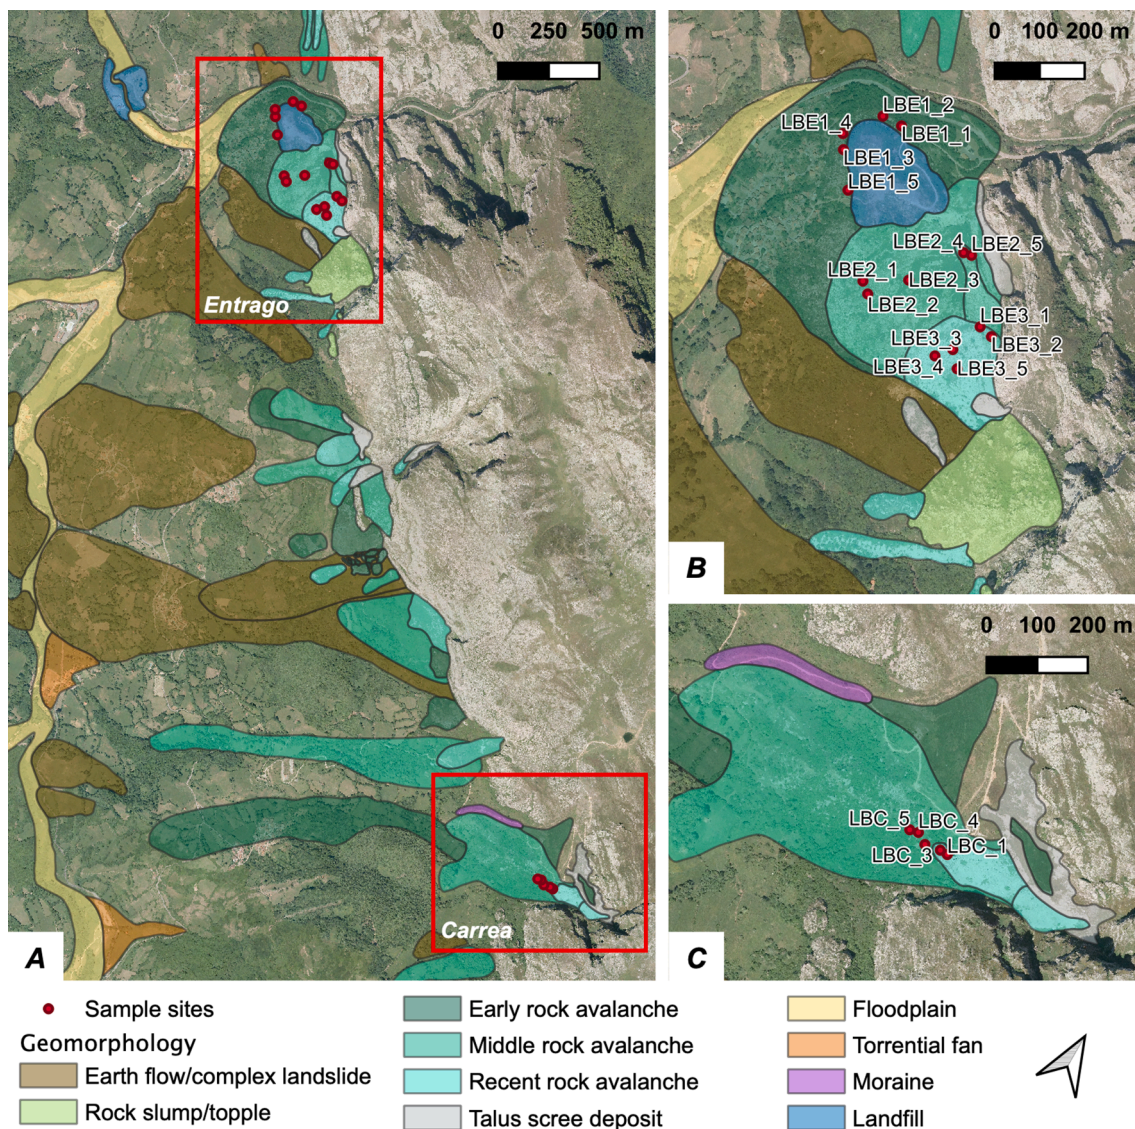 0 250 500 m
Entrago
Carrea
A
0 100 200 m
LBE1_2
LBE1_4
LBE1_1
LBE1_3
LBE1_5
LBE2_4
LBE2_5
LBE2_1
LBE2_3
LBE2_2
LBE3_1
LBE3_3
LBE3_2
LBE3_4
LBE3_5
B
0 100 200 m
LBC_5
LBC_4
LBC_3
LBC_1
C
Sample sites
Geomorphology
Earth flow/complex landslide
Rock slump/topple
Early rock avalanche
Middle rock avalanche
Recent rock avalanche
Talus scree deposit
Floodplain
Torrential fan
Moraine
Landfill